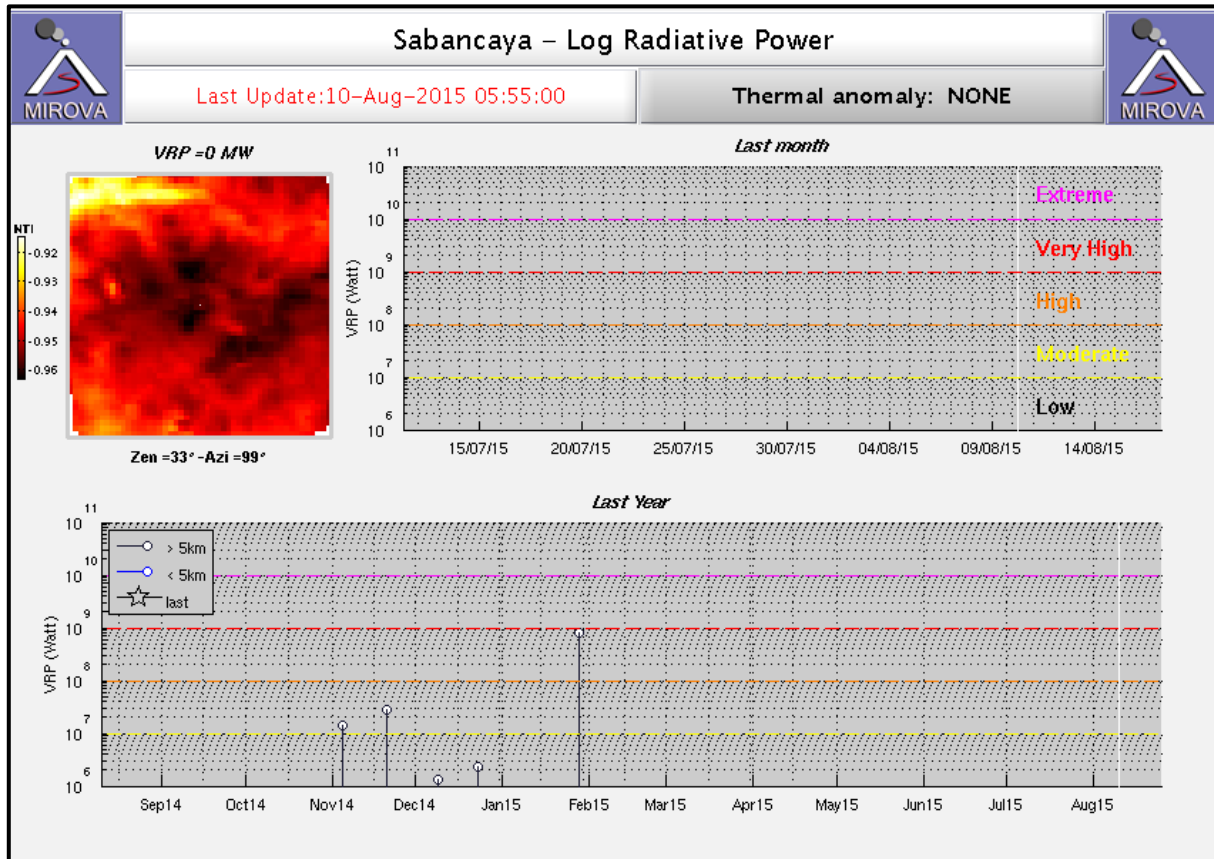 Sabancaya - Log Radiative Power
MIROVA
MIROVA
Last Update:10-Aug-2015 05:55:00
Thermal anomaly: NONE
VRP =0 MW
NTI
-0.92
-0.93
-0.94
-0.95
-0.96
Zen =33° -Azi =99°
Last month
VRP (Watt)
10 11
10 10
10 9
10 8
10 7
10 6
Extreme
Very High
High
Moderate
Low
15/07/15 20/07/15 25/07/15 30/07/15 04/08/15 09/08/15 14/08/15
Last Year
VRP (Watt)
10 11
10 10
10 9
10 8
10 7
10 6
> 5km
< 5km
last
Sep14 Oct14 Nov14 Dec14 Jan15 Feb15 Mar15 Apr15 May15 Jun15 Jul15 Aug15